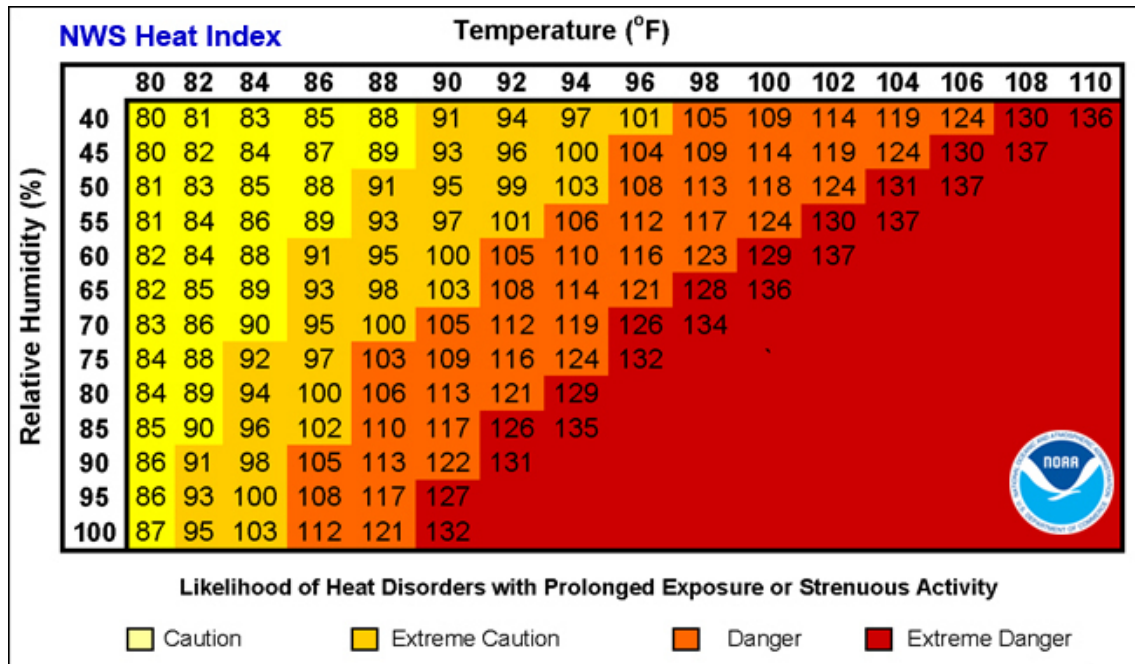 NWS Heat Index Temperature (°F)
80 82 84 86 88 90 92 94 96 98 100 102 104 106 108 110
Relative Humidity (%)
40 80 81 83 85 88 91 94 97 101 105 109 114 119 124 130 136
45 80 82 84 87 89 93 96 100 104 109 114 119 124 130 137
50 81 83 85 88 91 95 99 103 108 113 118 124 131 137
55 81 84 86 89 93 97 101 106 112 117 124 130 137
60 82 84 88 91 95 100 105 110 116 123 129 137
65 82 85 89 93 98 103 108 114 121 128 136
70 83 86 90 95 100 105 112 119 126 134
75 84 88 92 97 103 109 116 124 132
80 84 89 94 100 106 113 121 129
85 85 90 96 102 110 117 126 135
90 86 91 98 105 113 122 131
95 86 93 100 108 117 127
100 87 95 103 112 121 132
NATIONAL OCEANIC AND ATMOSPHERIC ADMINISTRATION
NOAA
U.S. DEPARTMENT OF COMMERCE
Likelihood of Heat Disorders with Prolonged Exposure or Strenuous Activity
Caution Extreme Caution Danger Extreme Danger